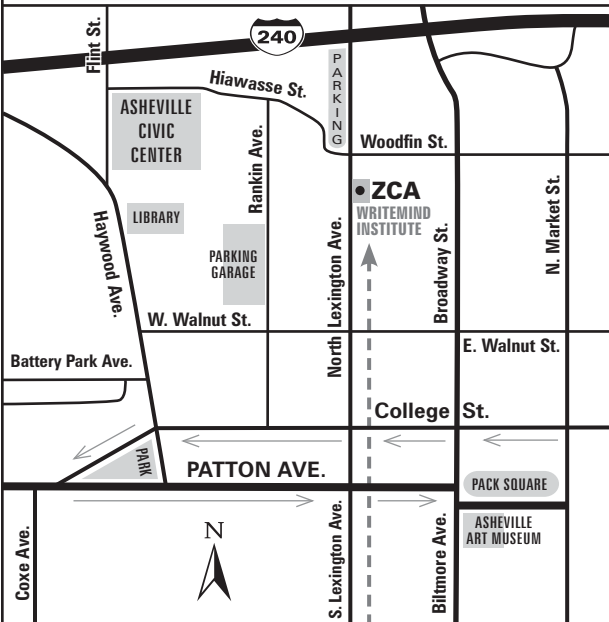 Flint St.
240
Hiawasse St.
PARKING
ASHEVILLE
CIVIC
CENTER
Rankin Ave.
Woodfin St.
ZCA
WRITEMIND
INSTITUTE
LIBRARY
Haywood Ave.
PARKING
GARAGE
North Lexington Ave.
Broadway St.
N. Market St.
W. Walnut St.
E. Walnut St.
Battery Park Ave.
College St.
PARK
PATTON AVE.
PACK SQUARE
Coxe Ave.
N
S. Lexington Ave.
Biltmore Ave.
ASHEVILLE
ART MUSEUM